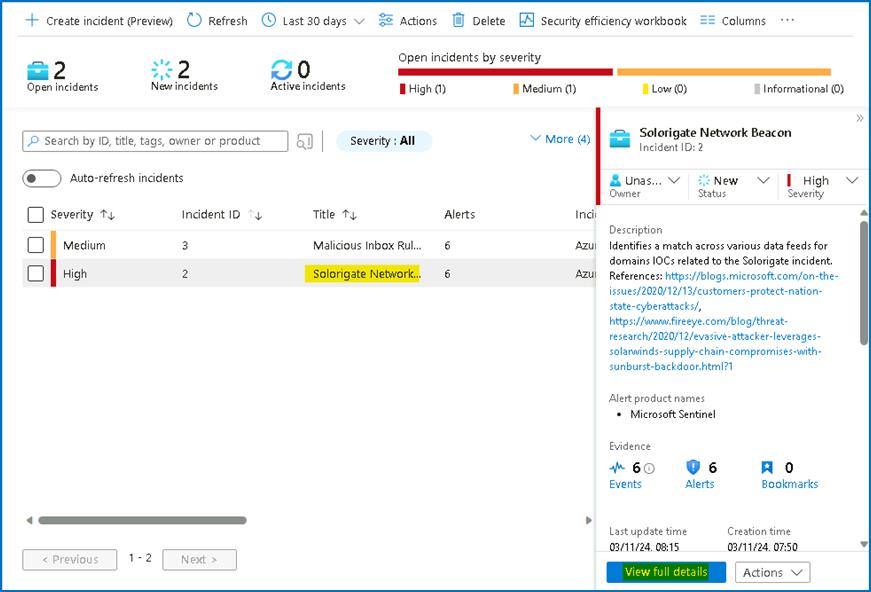 Create incident (Preview) Refresh Last 30 days Actions Delete Security efficiency workbook Columns ...
2 Open incidents
2 New incidents
0 Active incidents
Open incidents by severity
High (1) Medium (1) Low (0) Informational (0)
Search by ID, title, tags, owner or product
Severity : All
More (4)
Auto-refresh incidents
Severity Incident ID Title Alerts Inci
Medium 3 Malicious Inbox Rul... 6 Azu
High 2 Solorigate Network... 6 Azu
< Previous 1 - 2 Next >
Solorigate Network Beacon
Incident ID: 2
Unas... New High
Owner Status Severity
Description
Identifies a match across various data feeds for
domains IOCs related to the Solorigate incident.
References: https://blogs.microsoft.com/on-the-
issues/2020/12/13/customers-protect-nation-
state-cyberattacks/,
https://www.fireeye.com/blog/threat-
research/2020/12/evasive-attacker-leverages-
solarwinds-supply-chain-compromises-with-
sunburst-backdoor.html?1
Alert product names
• Microsoft Sentinel
Evidence
6 6 0
Events Alerts Bookmarks
Last update time Creation time
03/11/24, 08:15 03/11/24, 07:50
View full details Actions